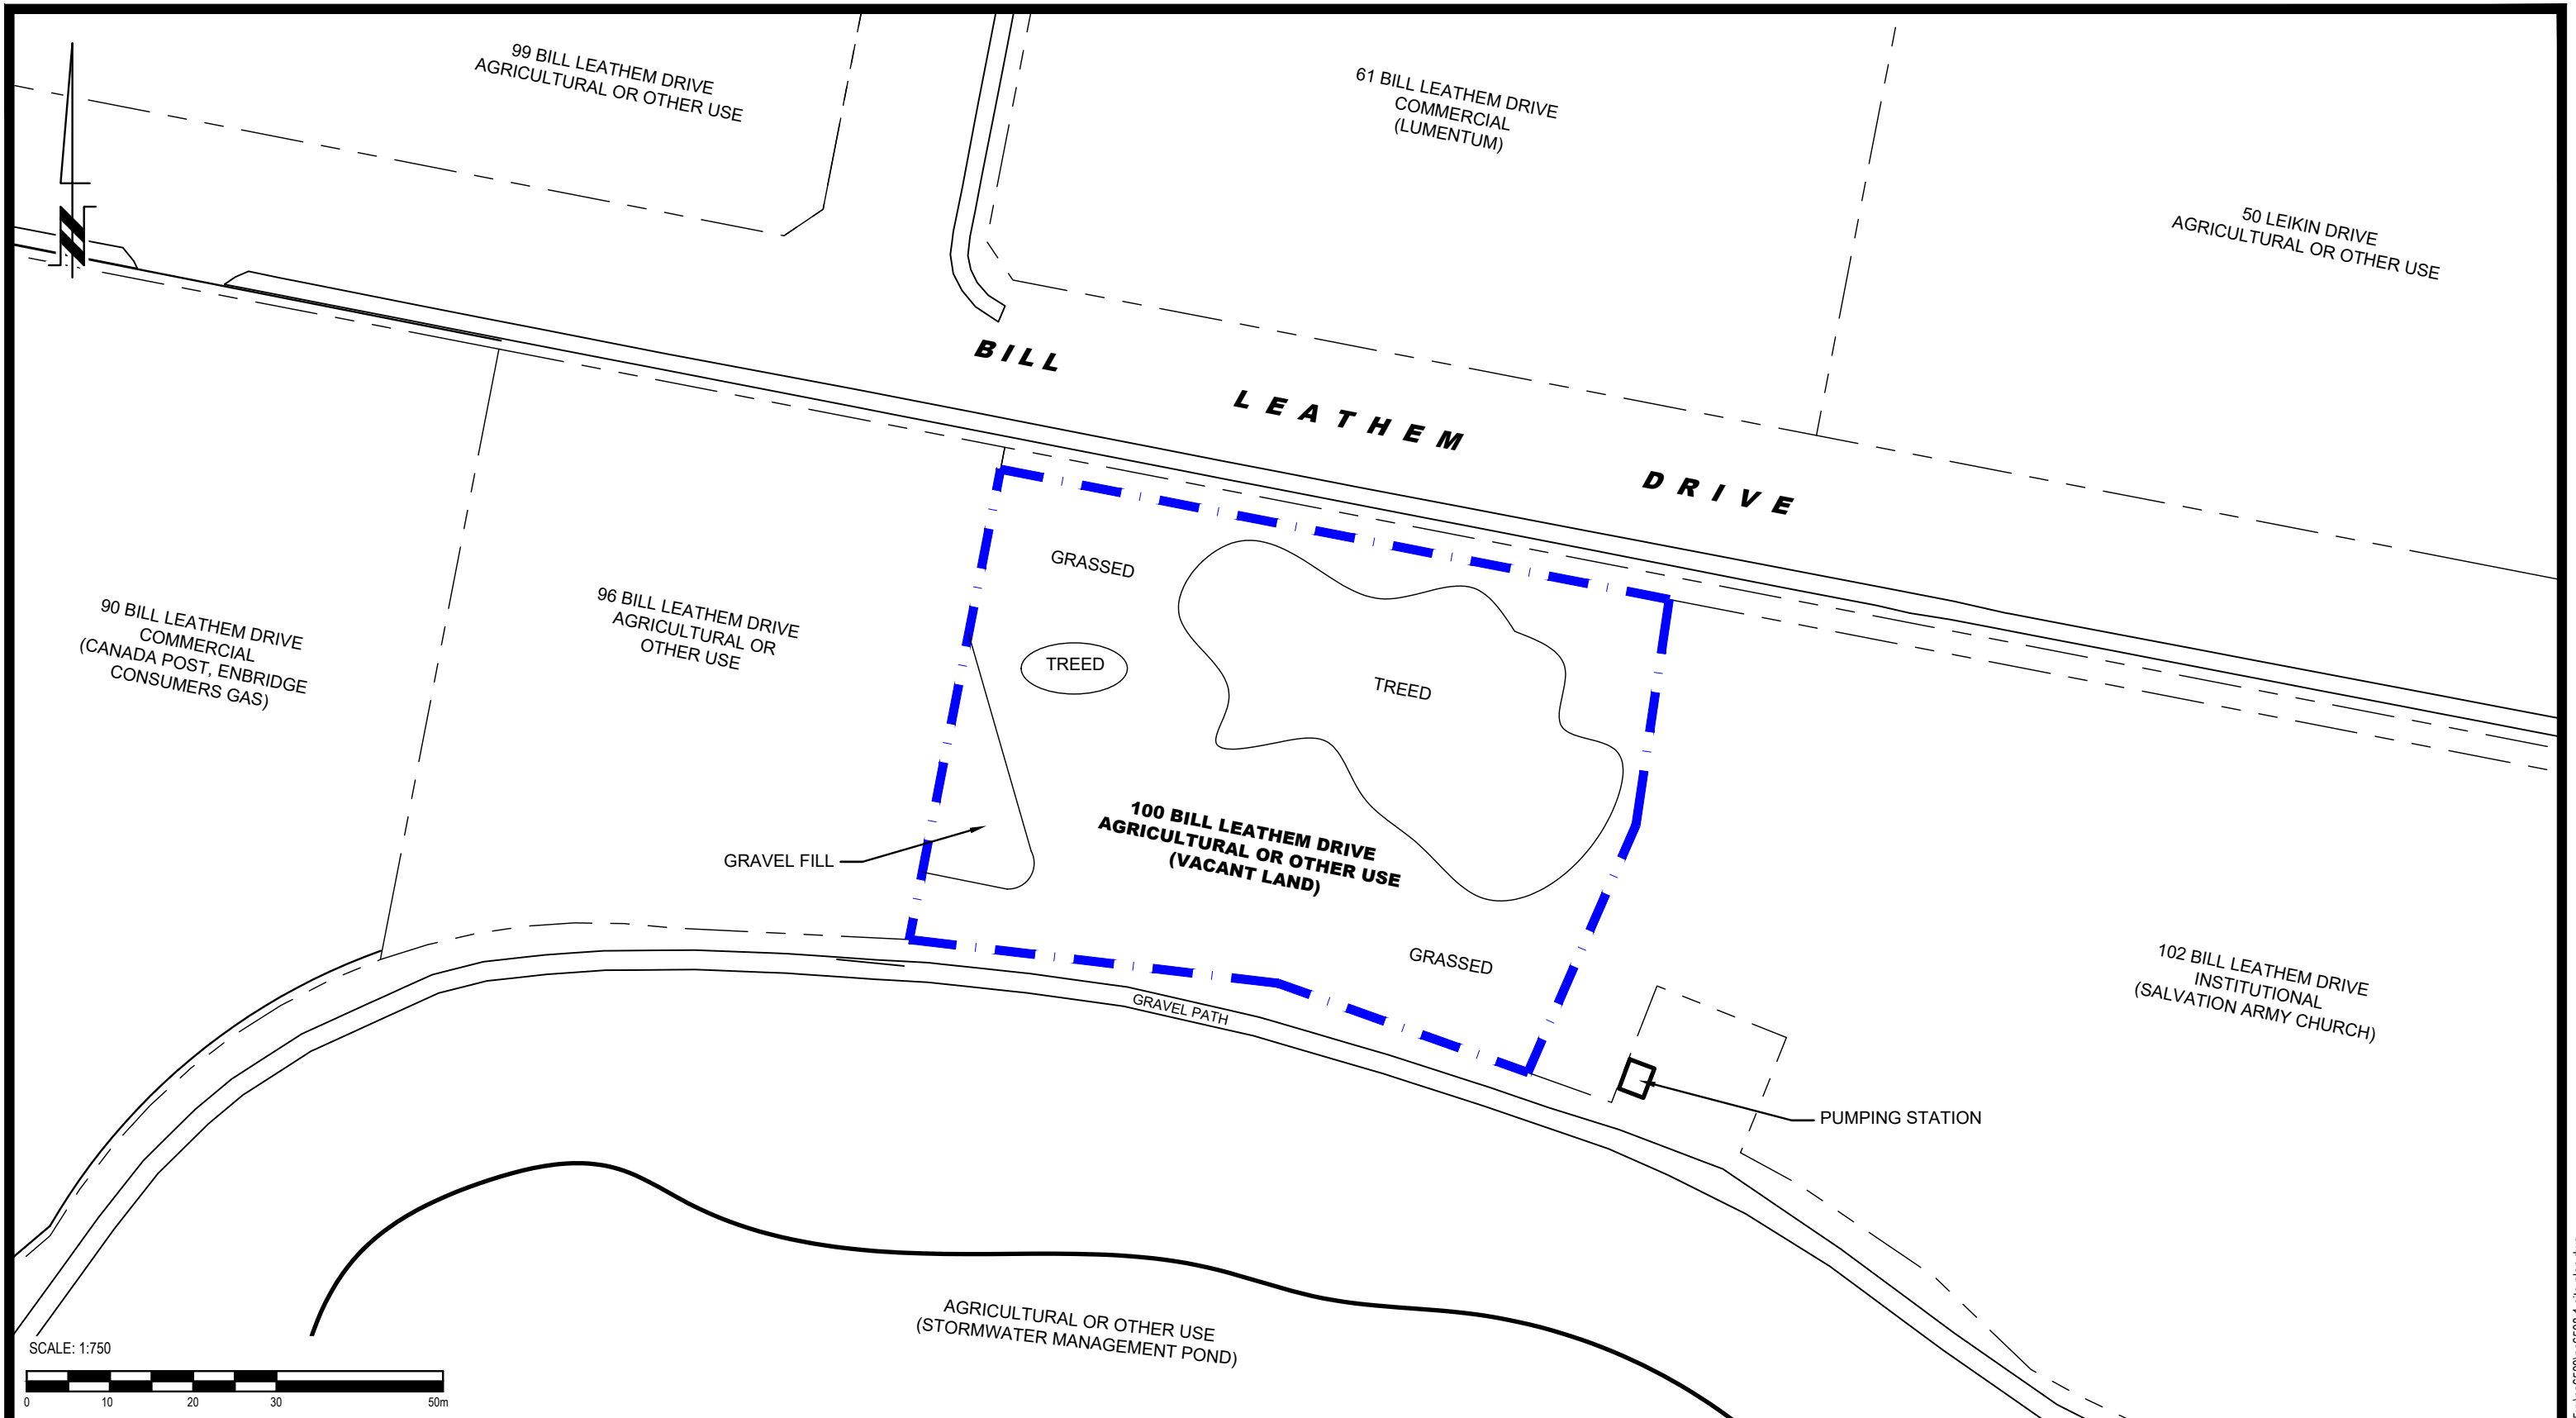 99 BILL LEATHEM DRIVE
AGRICULTURAL OR OTHER USE
61 BILL LEATHEM DRIVE
COMMERCIAL
(LUMENTUM)
50 LEIKIN DRIVE
AGRICULTURAL OR OTHER USE
BILL LEATHEM DRIVE
GRASSED
90 BILL LEATHEM DRIVE
COMMERCIAL
(CANADA POST, ENBRIDGE
CONSUMERS GAS)
96 BILL LEATHEM DRIVE
AGRICULTURAL OR
OTHER USE
TREED
TREED
100 BILL LEATHEM DRIVE
AGRICULTURAL OR OTHER USE
(VACANT LAND)
GRAVEL FILL
GRASSED
102 BILL LEATHEM DRIVE
INSTITUTIONAL
(SALVATION ARMY CHURCH)
GRAVEL PATH
PUMPING STATION
AGRICULTURAL OR OTHER USE
(STORMWATER MANAGEMENT POND)
SCALE: 1:750
0 10 20 30 50m